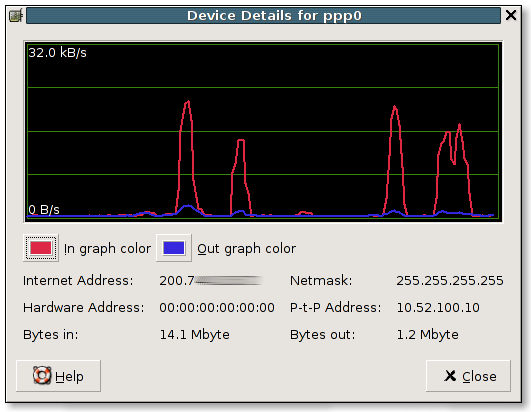 Device Details for ppp0
32.0 kB/s
0 B/s
In graph color Out graph color
Internet Address: 200.7 Netmask: 255.255.255.255
Hardware Address: 00:00:00:00:00:00 P-t-P Address: 10.52.100.10
Bytes in: 14.1 Mbyte Bytes out: 1.2 Mbyte
Help Close